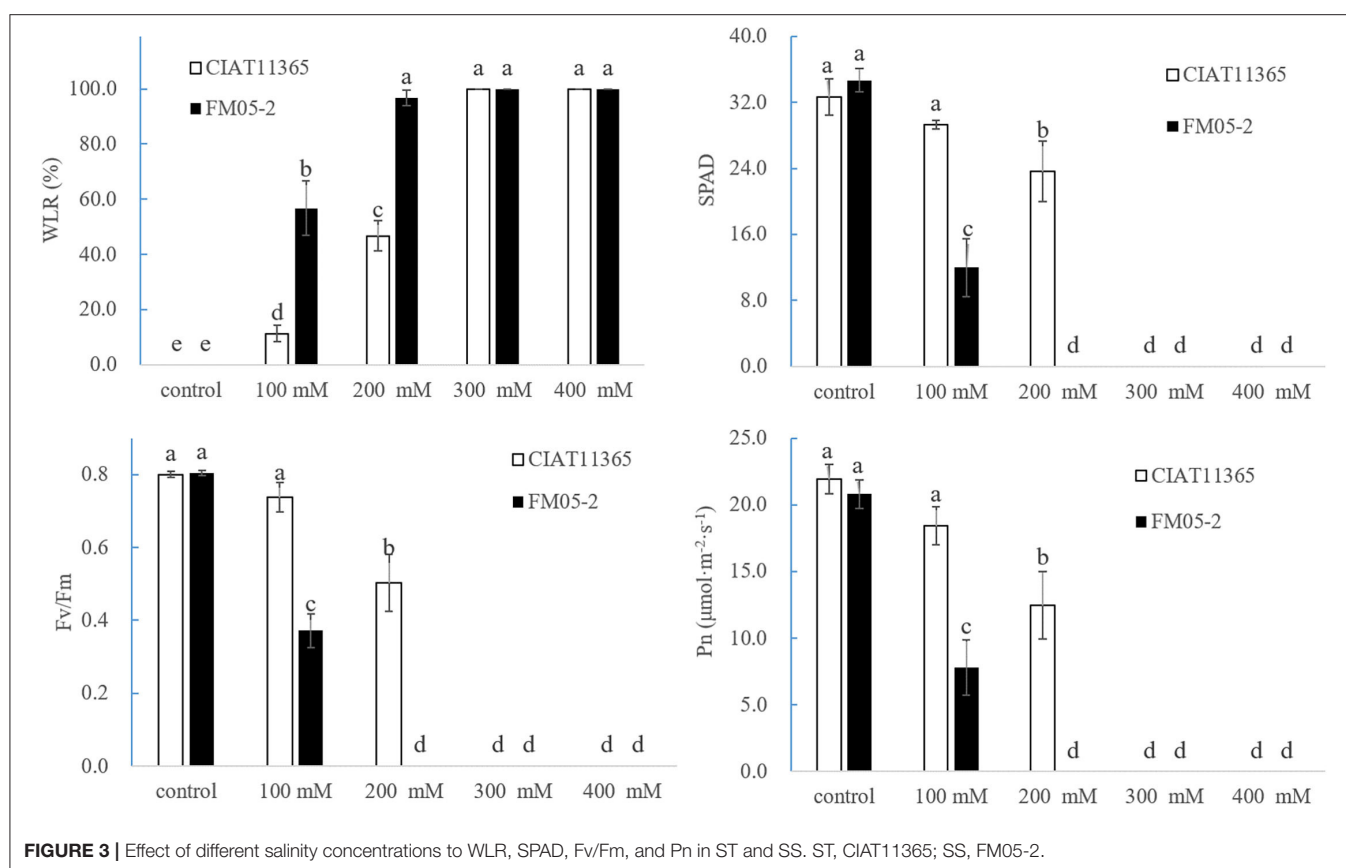 WLR (%)
100.0
80.0
60.0
40.0
20.0
0.0
CIAT11365
FM05-2
e e d b c a a a a a
control 100 mM 200 mM 300 mM 400 mM
SPAD
40.0
32.0
24.0
16.0
8.0
0.0
CIAT11365
FM05-2
a a a c b d d d d d
control 100 mM 200 mM 300 mM 400 mM
Fv/Fm
0.8
0.6
0.4
0.2
0.0
CIAT11365
FM05-2
a a a c b d d d d d
control 100 mM 200 mM 300 mM 400 mM
Pn (μmol·m⁻²·s⁻¹)
25.0
20.0
15.0
10.0
5.0
0.0
CIAT11365
FM05-2
a a a c b d d d d d
control 100 mM 200 mM 300 mM 400 mM
FIGURE 3 | Effect of different salinity concentrations to WLR, SPAD, Fv/Fm, and Pn in ST and SS. ST, CIAT11365; SS, FM05-2.